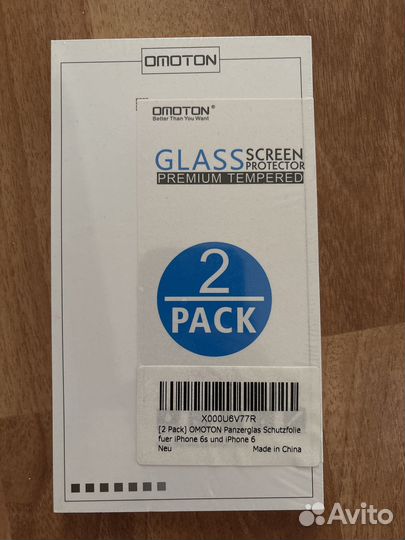 OMOTON
OMOTON®
Better Than You Want
GLASS SCREEN PROTECTOR
PREMIUM TEMPERED
2
PACK
X000U6V77R
[2 Pack] OMOTON Panzerglas Schutzfolie
fuer iPhone 6s und iPhone 6
Neu Made in China
Avito